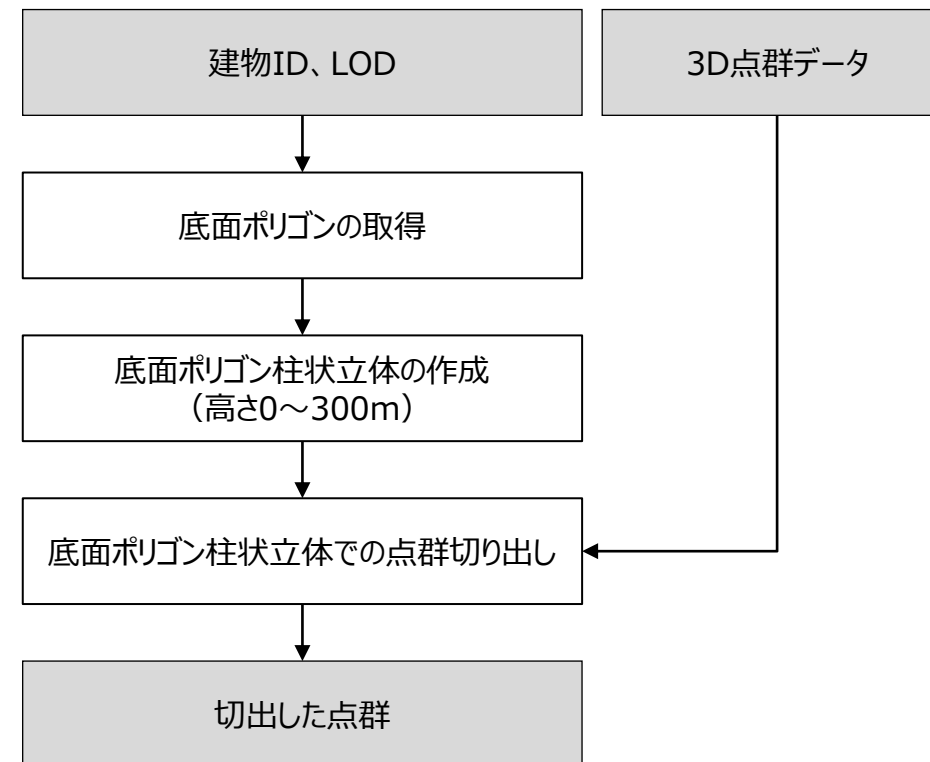 建物ID、LOD
3D点群データ
底面ポリゴンの取得
底面ポリゴン柱状立体の作成
（高さ0～300m）
底面ポリゴン柱状立体での点群切り出し
切出した点群